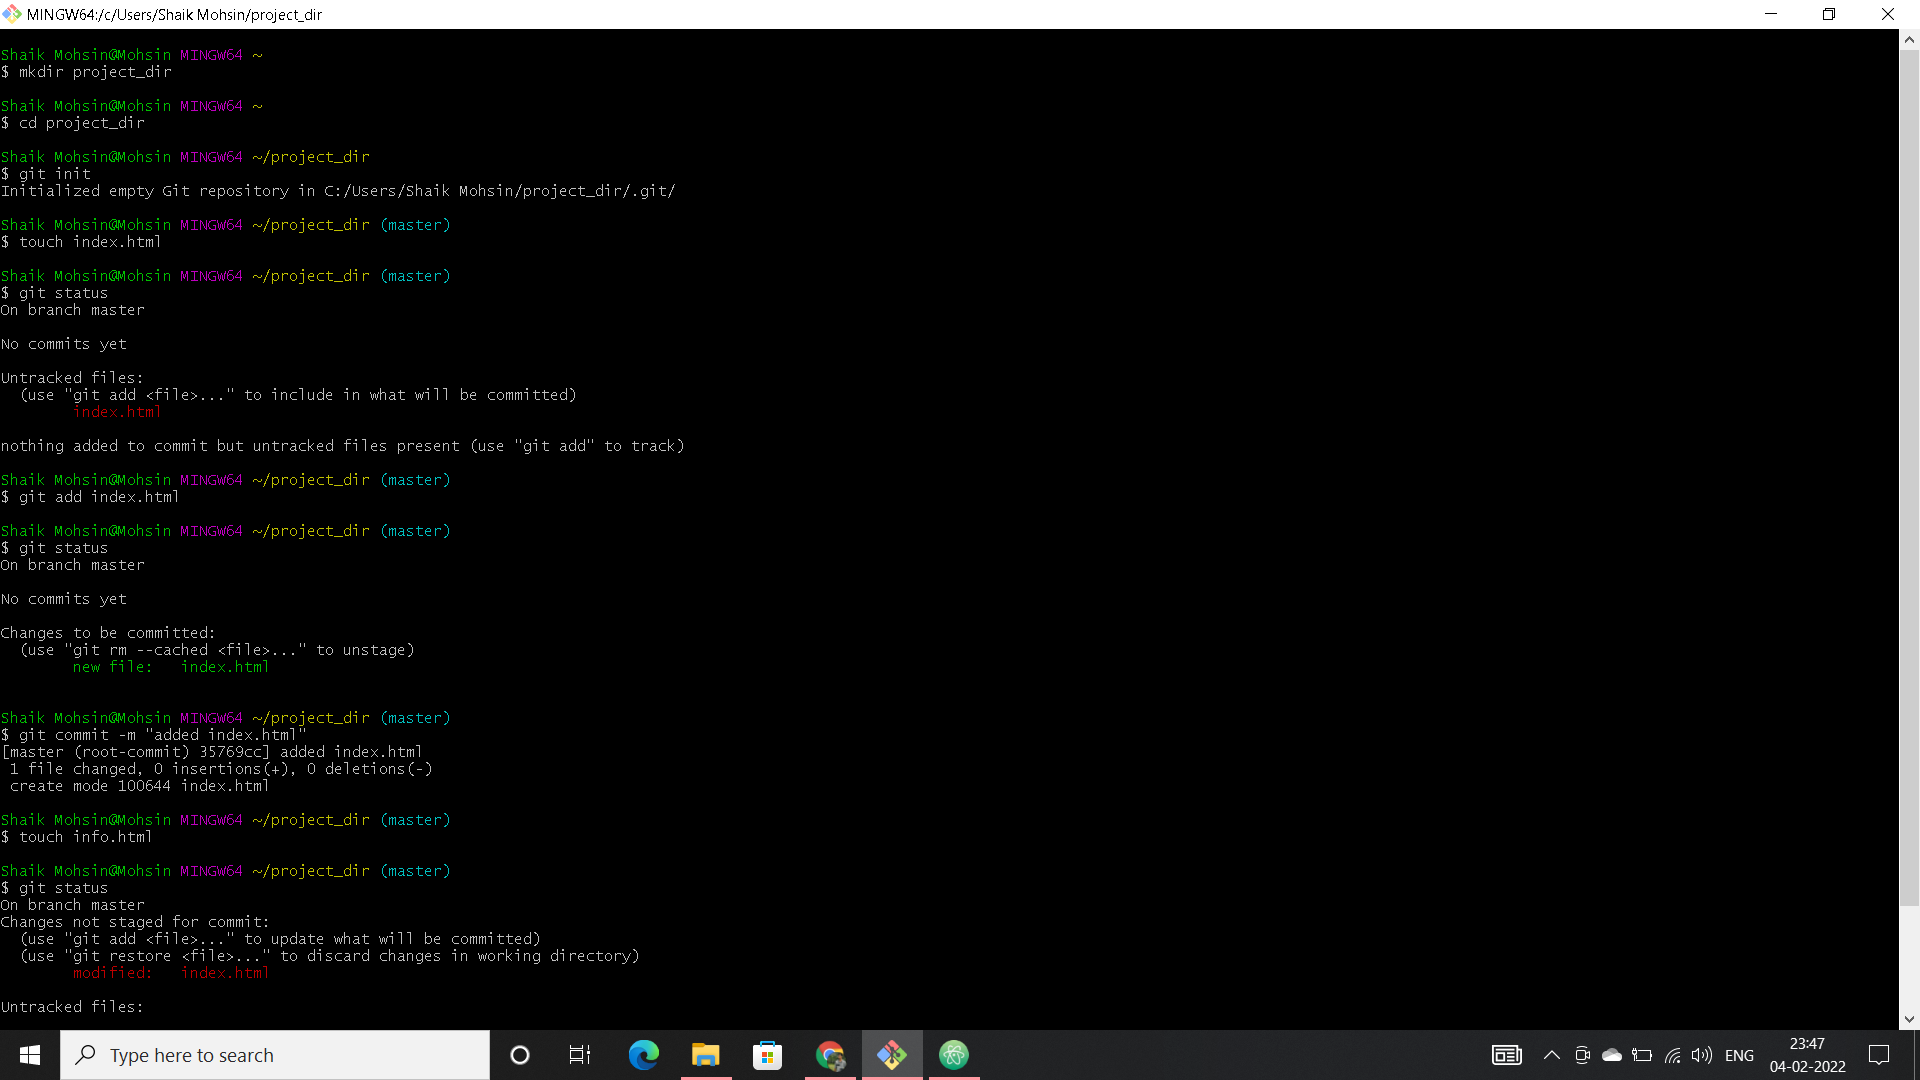 MINGW64:/c/Users/Shaik Mohsin/project_dir
Shaik Mohsin@Mohsin MINGW64 ~
$ mkdir project_dir
Shaik Mohsin@Mohsin MINGW64 ~
$ cd project_dir
Shaik Mohsin@Mohsin MINGW64 ~/project_dir
$ git init
Initialized empty Git repository in C:/Users/Shaik Mohsin/project_dir/.git/
Shaik Mohsin@Mohsin MINGW64 ~/project_dir (master)
$ touch index.html
Shaik Mohsin@Mohsin MINGW64 ~/project_dir (master)
$ git status
On branch master
No commits yet
Untracked files:
  (use "git add <file>..." to include in what will be committed)
        index.html
nothing added to commit but untracked files present (use "git add" to track)
Shaik Mohsin@Mohsin MINGW64 ~/project_dir (master)
$ git add index.html
Shaik Mohsin@Mohsin MINGW64 ~/project_dir (master)
$ git status
On branch master
No commits yet
Changes to be committed:
  (use "git rm --cached <file>..." to unstage)
        new file:   index.html
Shaik Mohsin@Mohsin MINGW64 ~/project_dir (master)
$ git commit -m "added index.html"
[master (root-commit) 35769cc] added index.html
 1 file changed, 0 insertions(+), 0 deletions(-)
 create mode 100644 index.html
Shaik Mohsin@Mohsin MINGW64 ~/project_dir (master)
$ touch info.html
Shaik Mohsin@Mohsin MINGW64 ~/project_dir (master)
$ git status
On branch master
Changes not staged for commit:
  (use "git add <file>..." to update what will be committed)
  (use "git restore <file>..." to discard changes in working directory)
        modified:   index.html
Untracked files:
Type here to search
ENG
23:47
04-02-2022